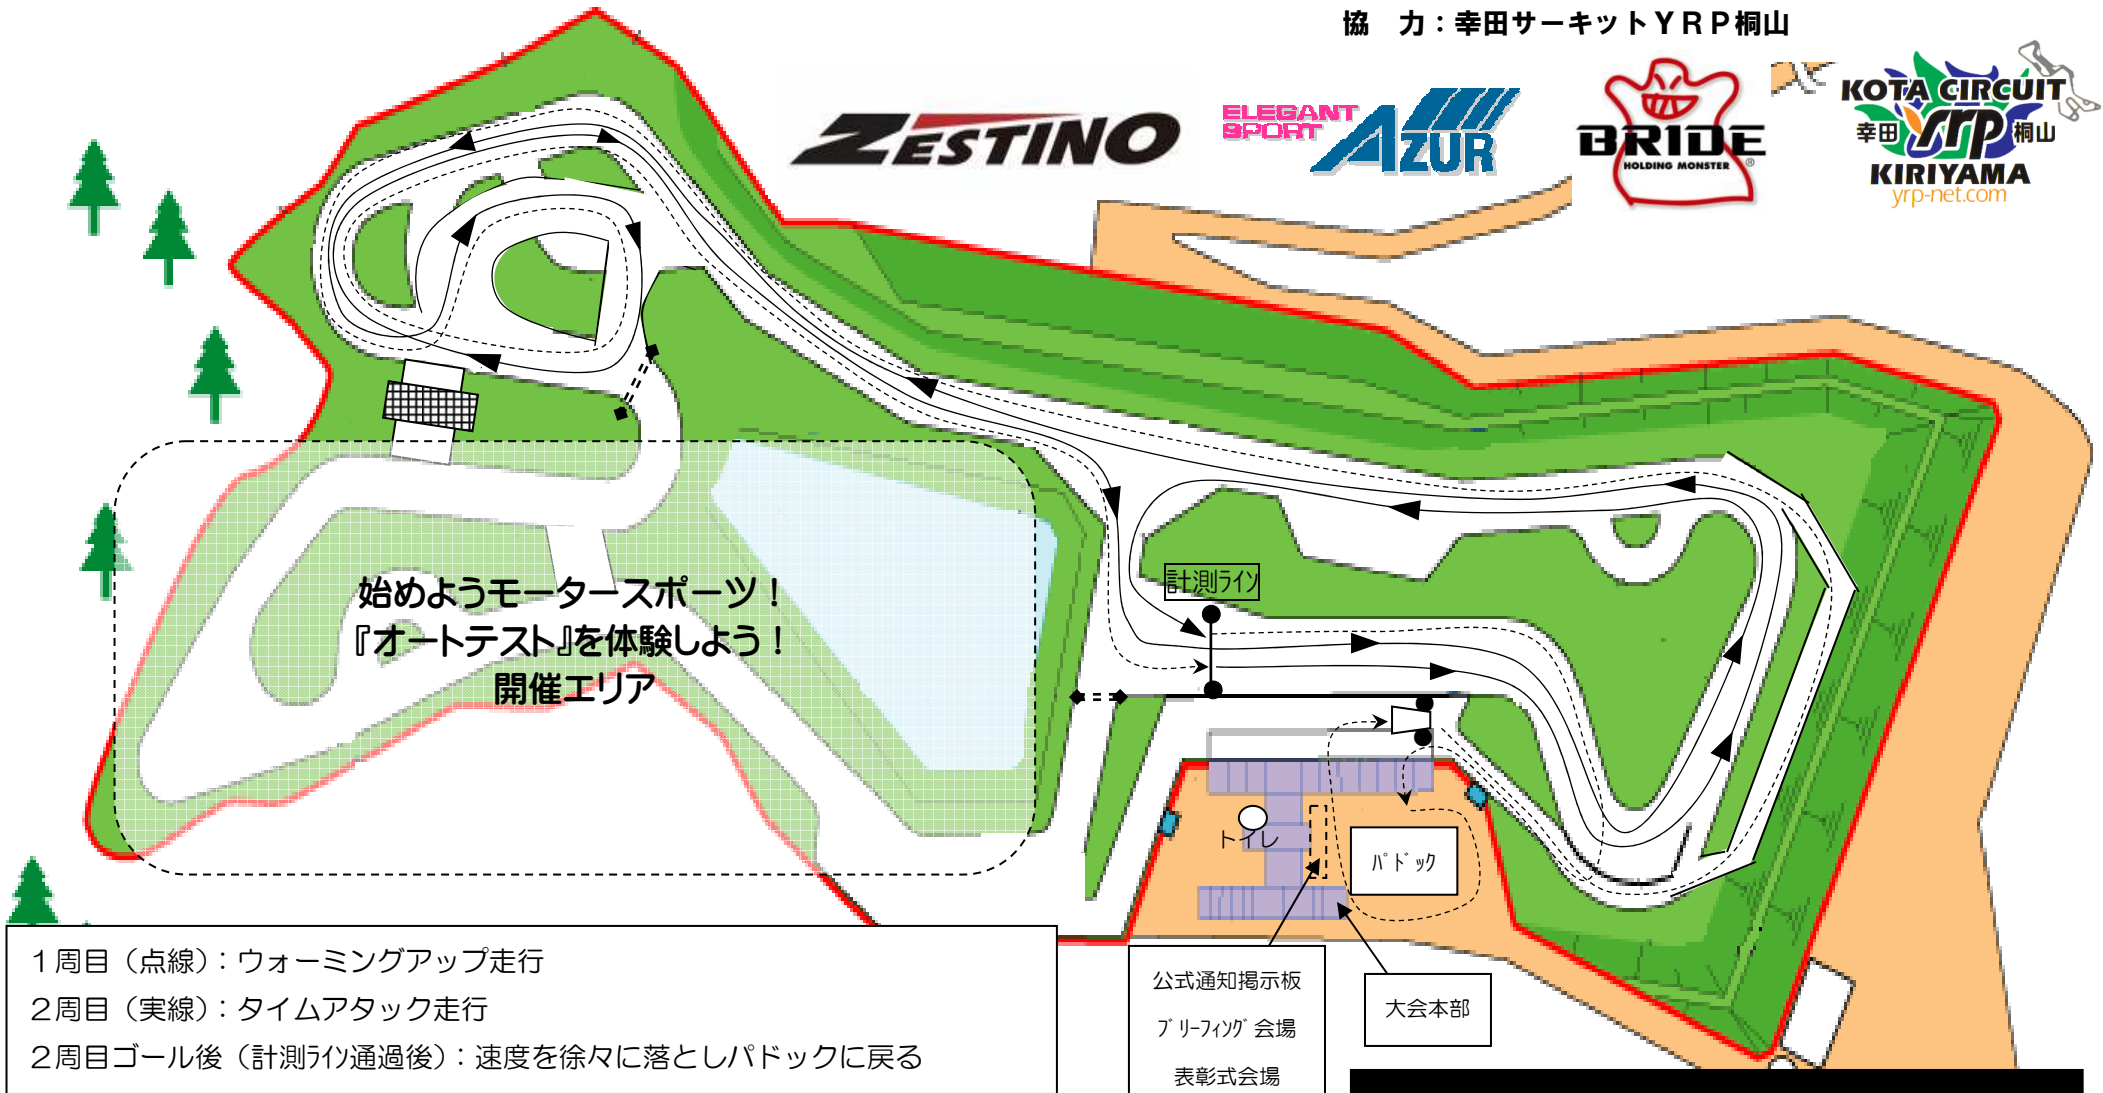 協　力：幸田サーキットＹＲＰ桐山
ZESTINO
ELEGANT
SPORT
AZUR
BRIDE
HOLDING MONSTER
®
KOTA CIRCUIT
幸田 yrp 桐山
KIRIYAMA
yrp-net.com
始めようモータースポーツ！
『オートテスト』を体験しよう！
開催エリア
計測ﾗｲﾝ
トイレ
ﾊﾟﾄﾞｯｸ
公式通知掲示板
ﾌﾞﾘｰﾌｨﾝｸﾞ会場
表彰式会場
大会本部
１周目（点線）：ウォーミングアップ走行
２周目（実線）：タイムアタック走行
２周目ゴール後（計測ﾗｲﾝ通過後）：速度を徐々に落としパドックに戻る